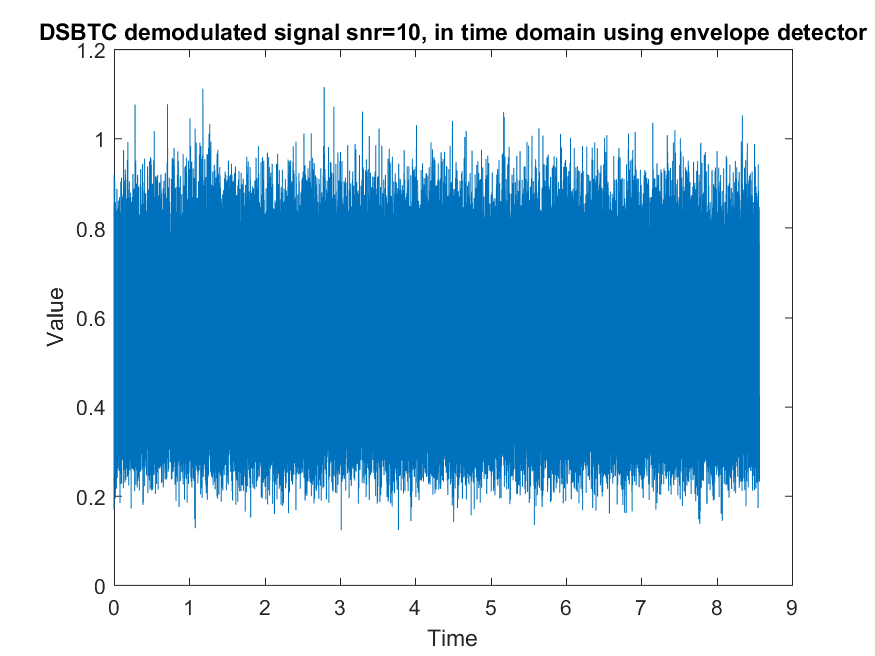 DSBTC demodulated signal snr=10, in time domain using envelope detector
1.2
1
0.8
0.6
0.4
0.2
0
Value
0 1 2 3 4 5 6 7 8 9
Time